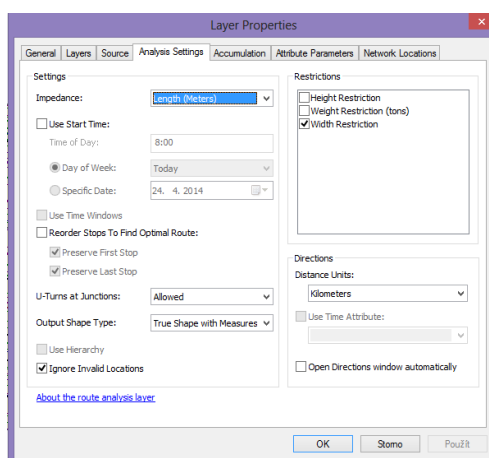 Layer Properties
General Layers Source Analysis Settings Accumulation Attribute Parameters Network Locations
Settings
Impedance: Length (Meters)
Use Start Time:
Time of Day: 8:00
Day of Week: Today
Specific Date: 24. 4. 2014
Use Time Windows
Reorder Stops To Find Optimal Route:
Preserve First Stop
Preserve Last Stop
U-Turns at Junctions: Allowed
Output Shape Type: True Shape with Measures
Use Hierarchy
Ignore Invalid Locations
About the route analysis layer
Restrictions
Height Restriction
Weight Restriction (tons)
Width Restriction
Directions
Distance Units:
Kilometers
Use Time Attribute:
Open Directions window automatically
OK Storno Použít